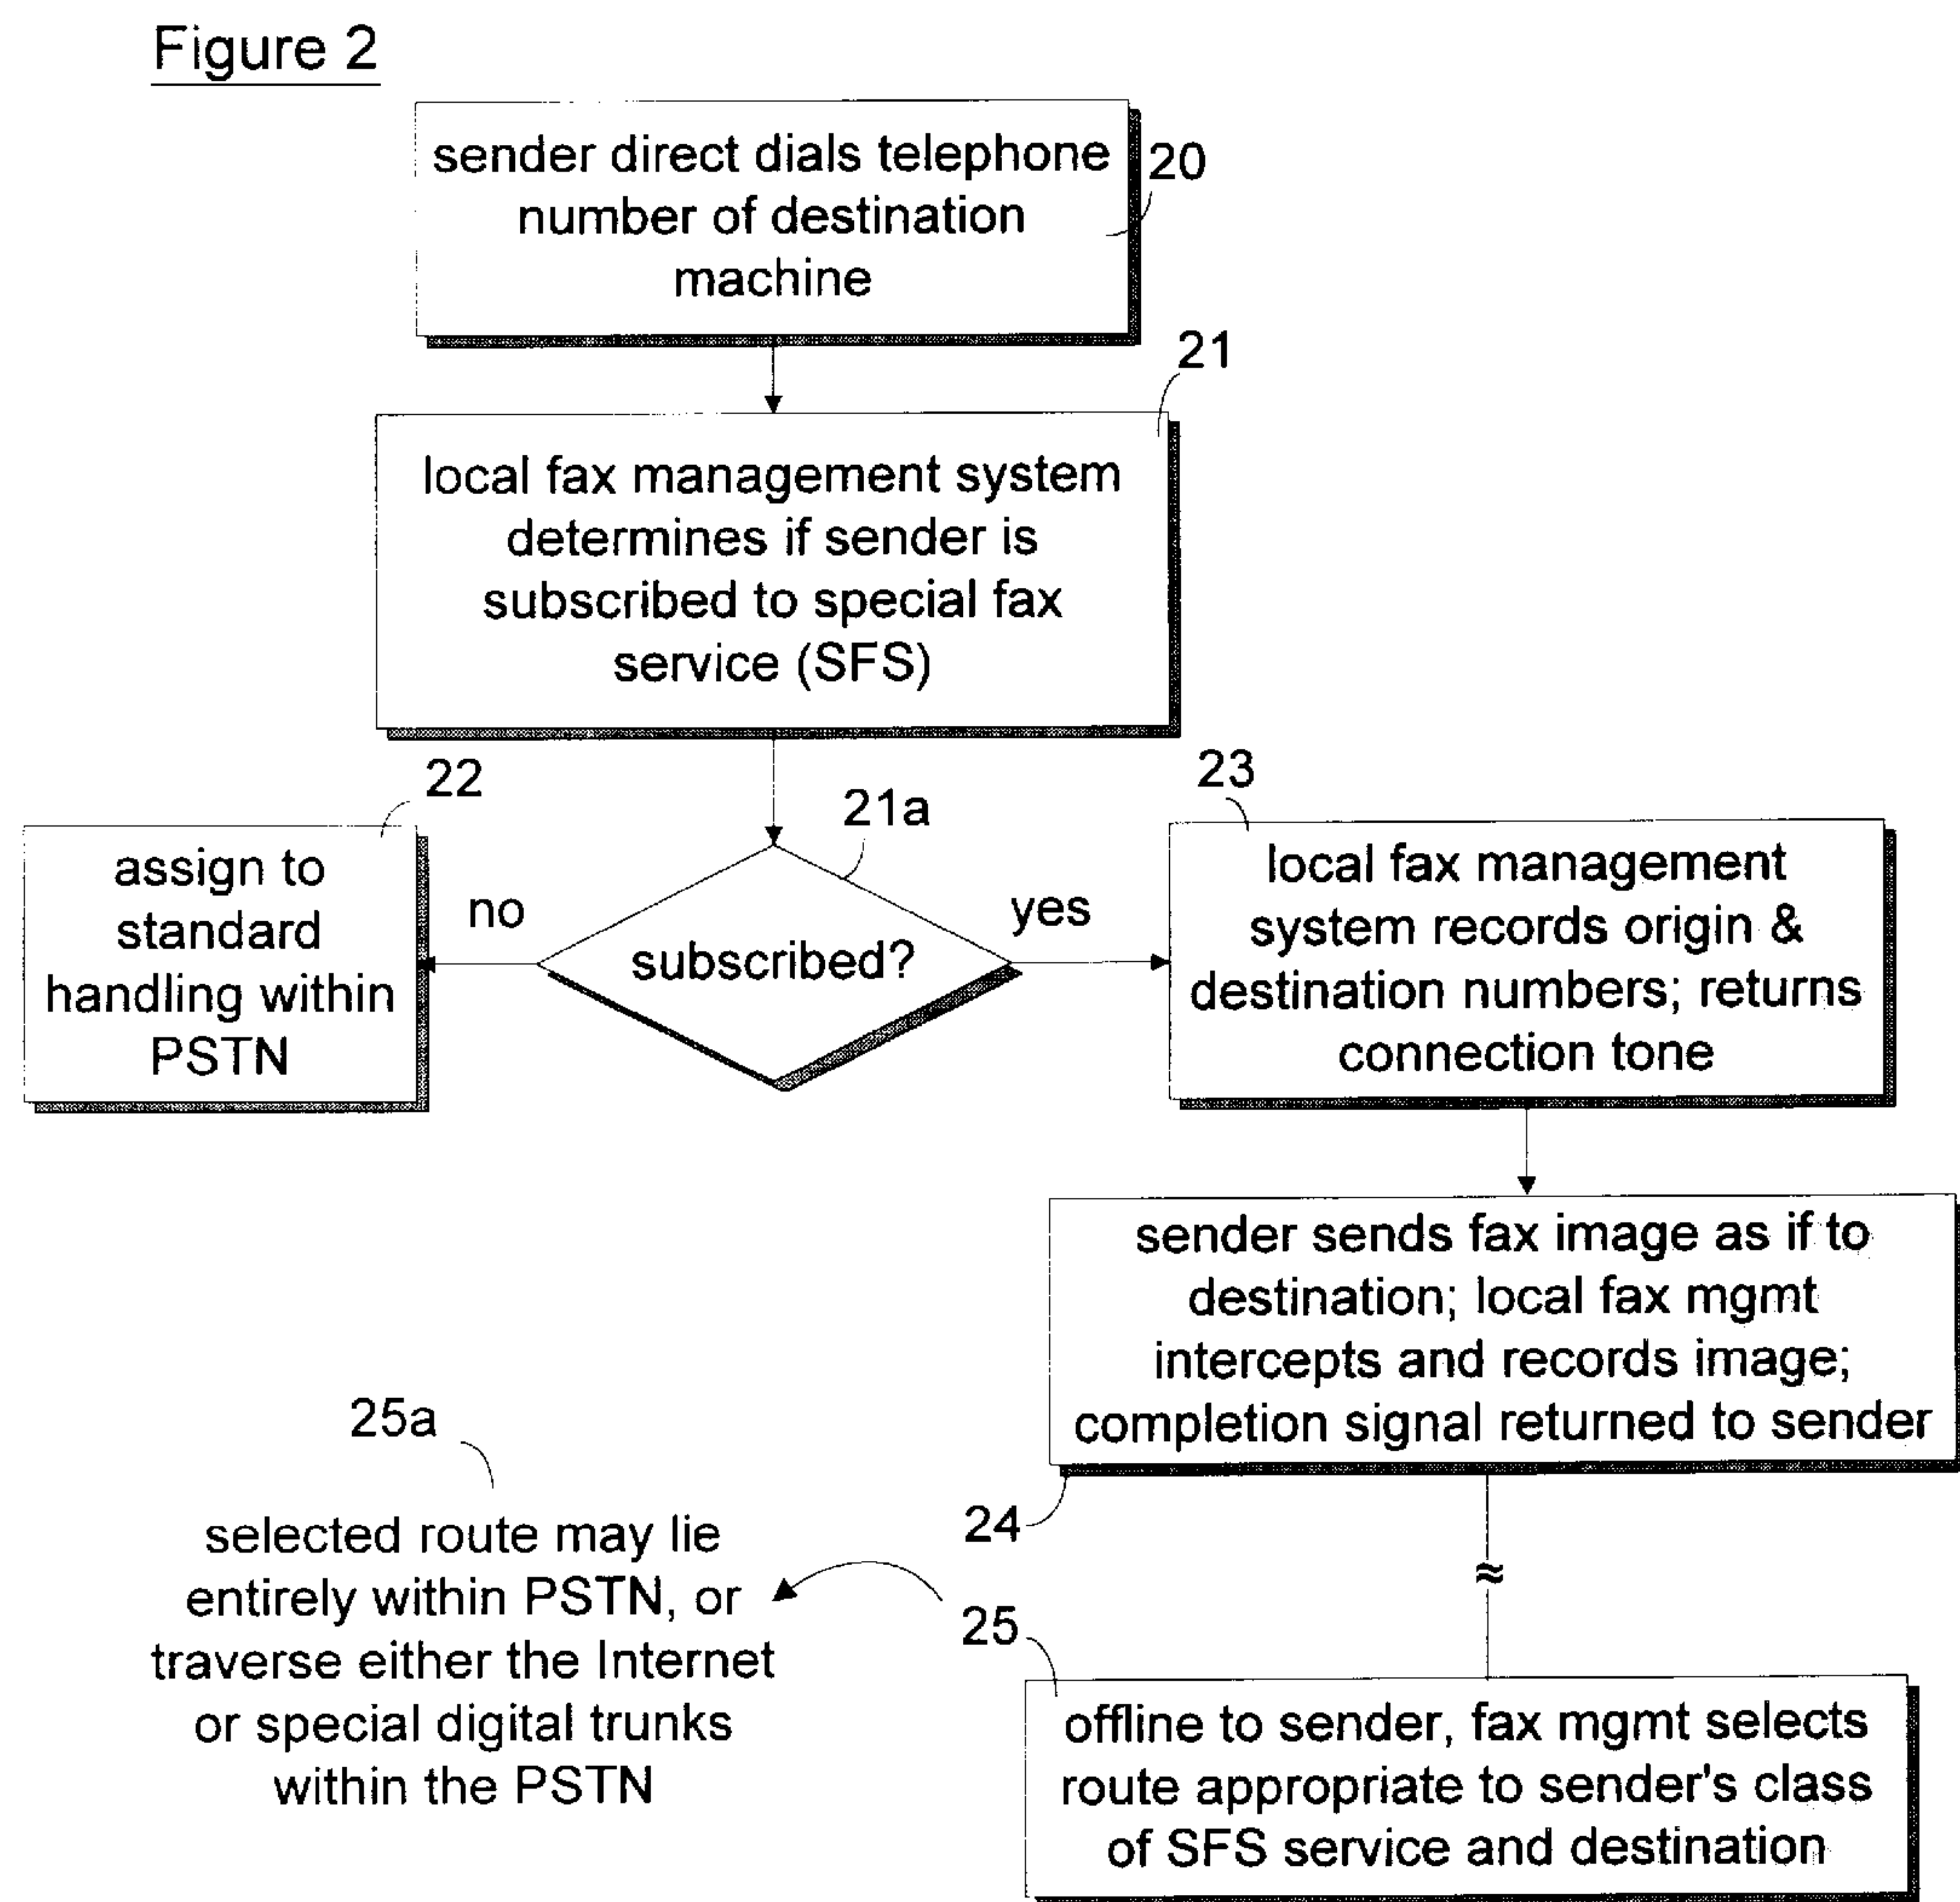 Figure 2
sender direct dials telephone
number of destination
machine
20
21
local fax management system
determines if sender is
subscribed to special fax
service (SFS)
22
assign to
standard
handling within
PSTN
no
21a
subscribed?
yes
23
local fax management
system records origin &
destination numbers; returns
connection tone
sender sends fax image as if to
destination; local fax mgmt
intercepts and records image;
completion signal returned to sender
24
≈
25
offline to sender, fax mgmt selects
route appropriate to sender's class
of SFS service and destination
25a
selected route may lie
entirely within PSTN, or
traverse either the Internet
or special digital trunks
within the PSTN